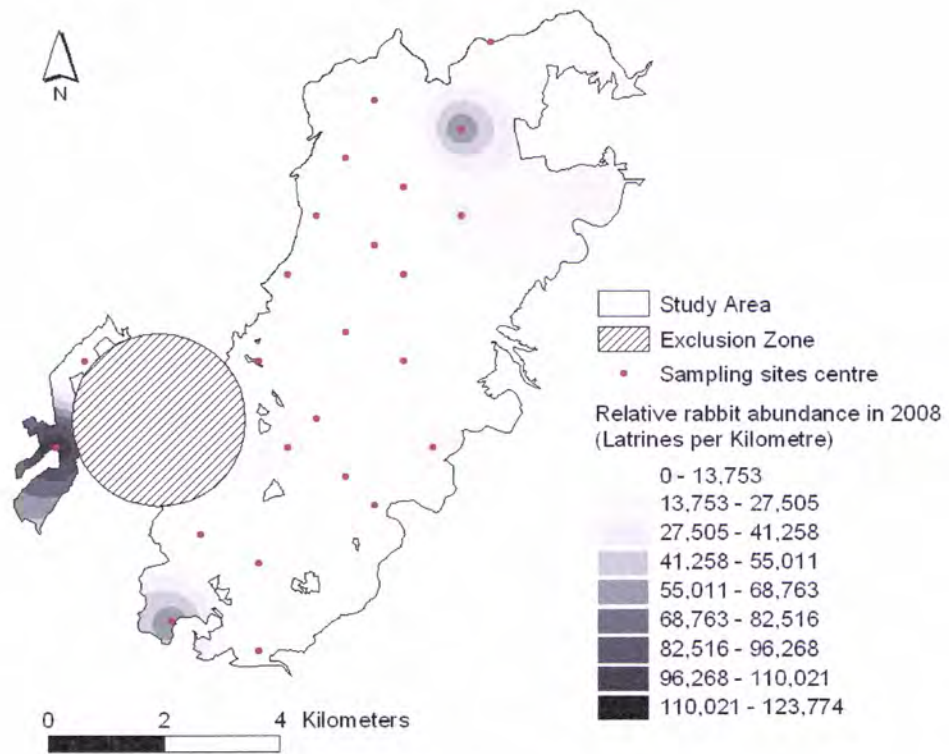 N
Study Area
Exclusion Zone
Sampling sites centre
Relative rabbit abundance in 2008
(Latrines per Kilometre)
0 - 13,753
13,753 - 27,505
27,505 - 41,258
41,258 - 55,011
55,011 - 68,763
68,763 - 82,516
82,516 - 96,268
96,268 - 110,021
110,021 - 123,774
0 2 4 Kilometers